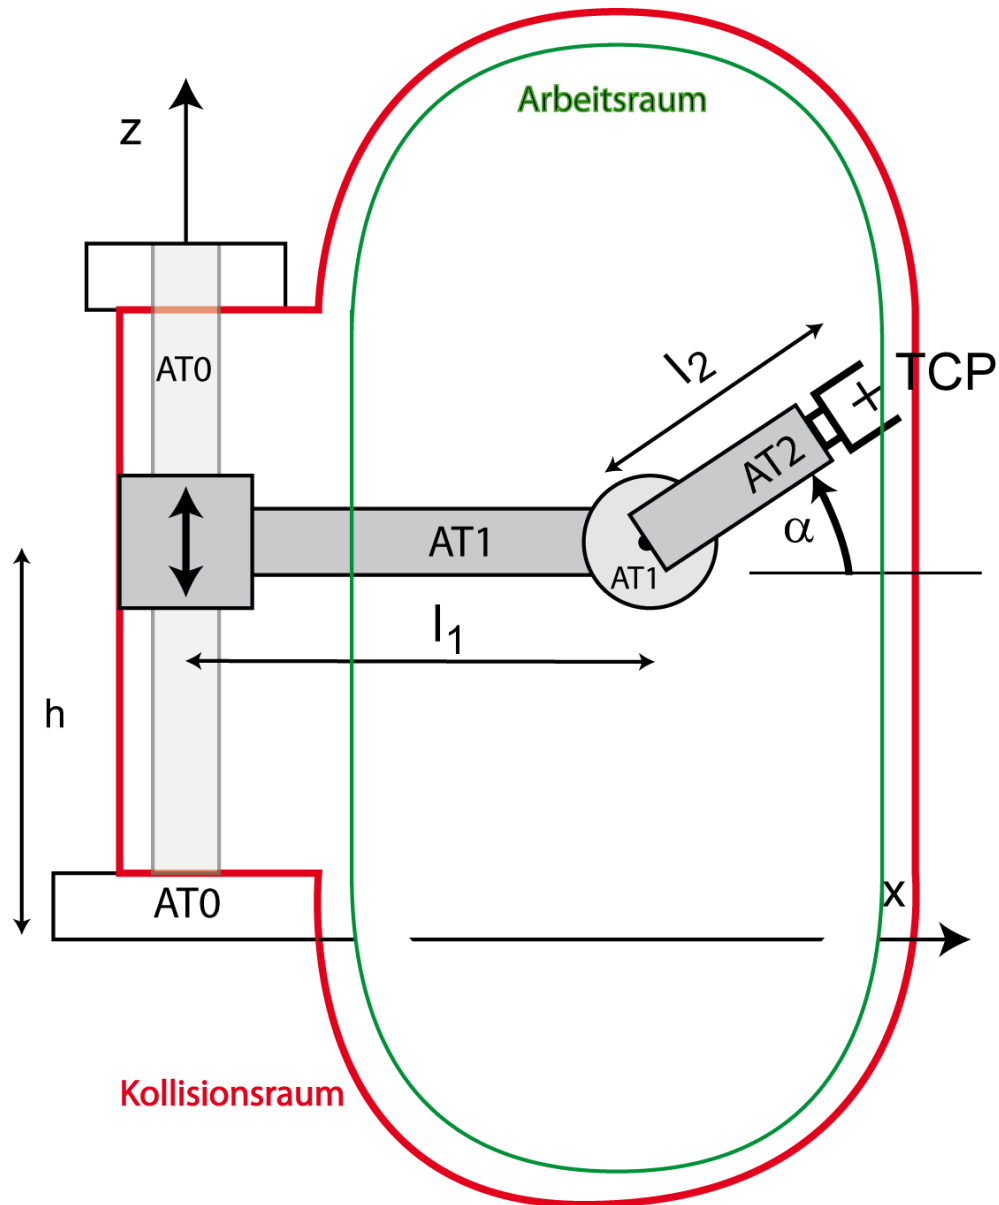 Arbeitsraum
z
AT0
l2
TCP
AT2
α
AT1
AT1
l1
h
AT0
x
Kollisionsraum